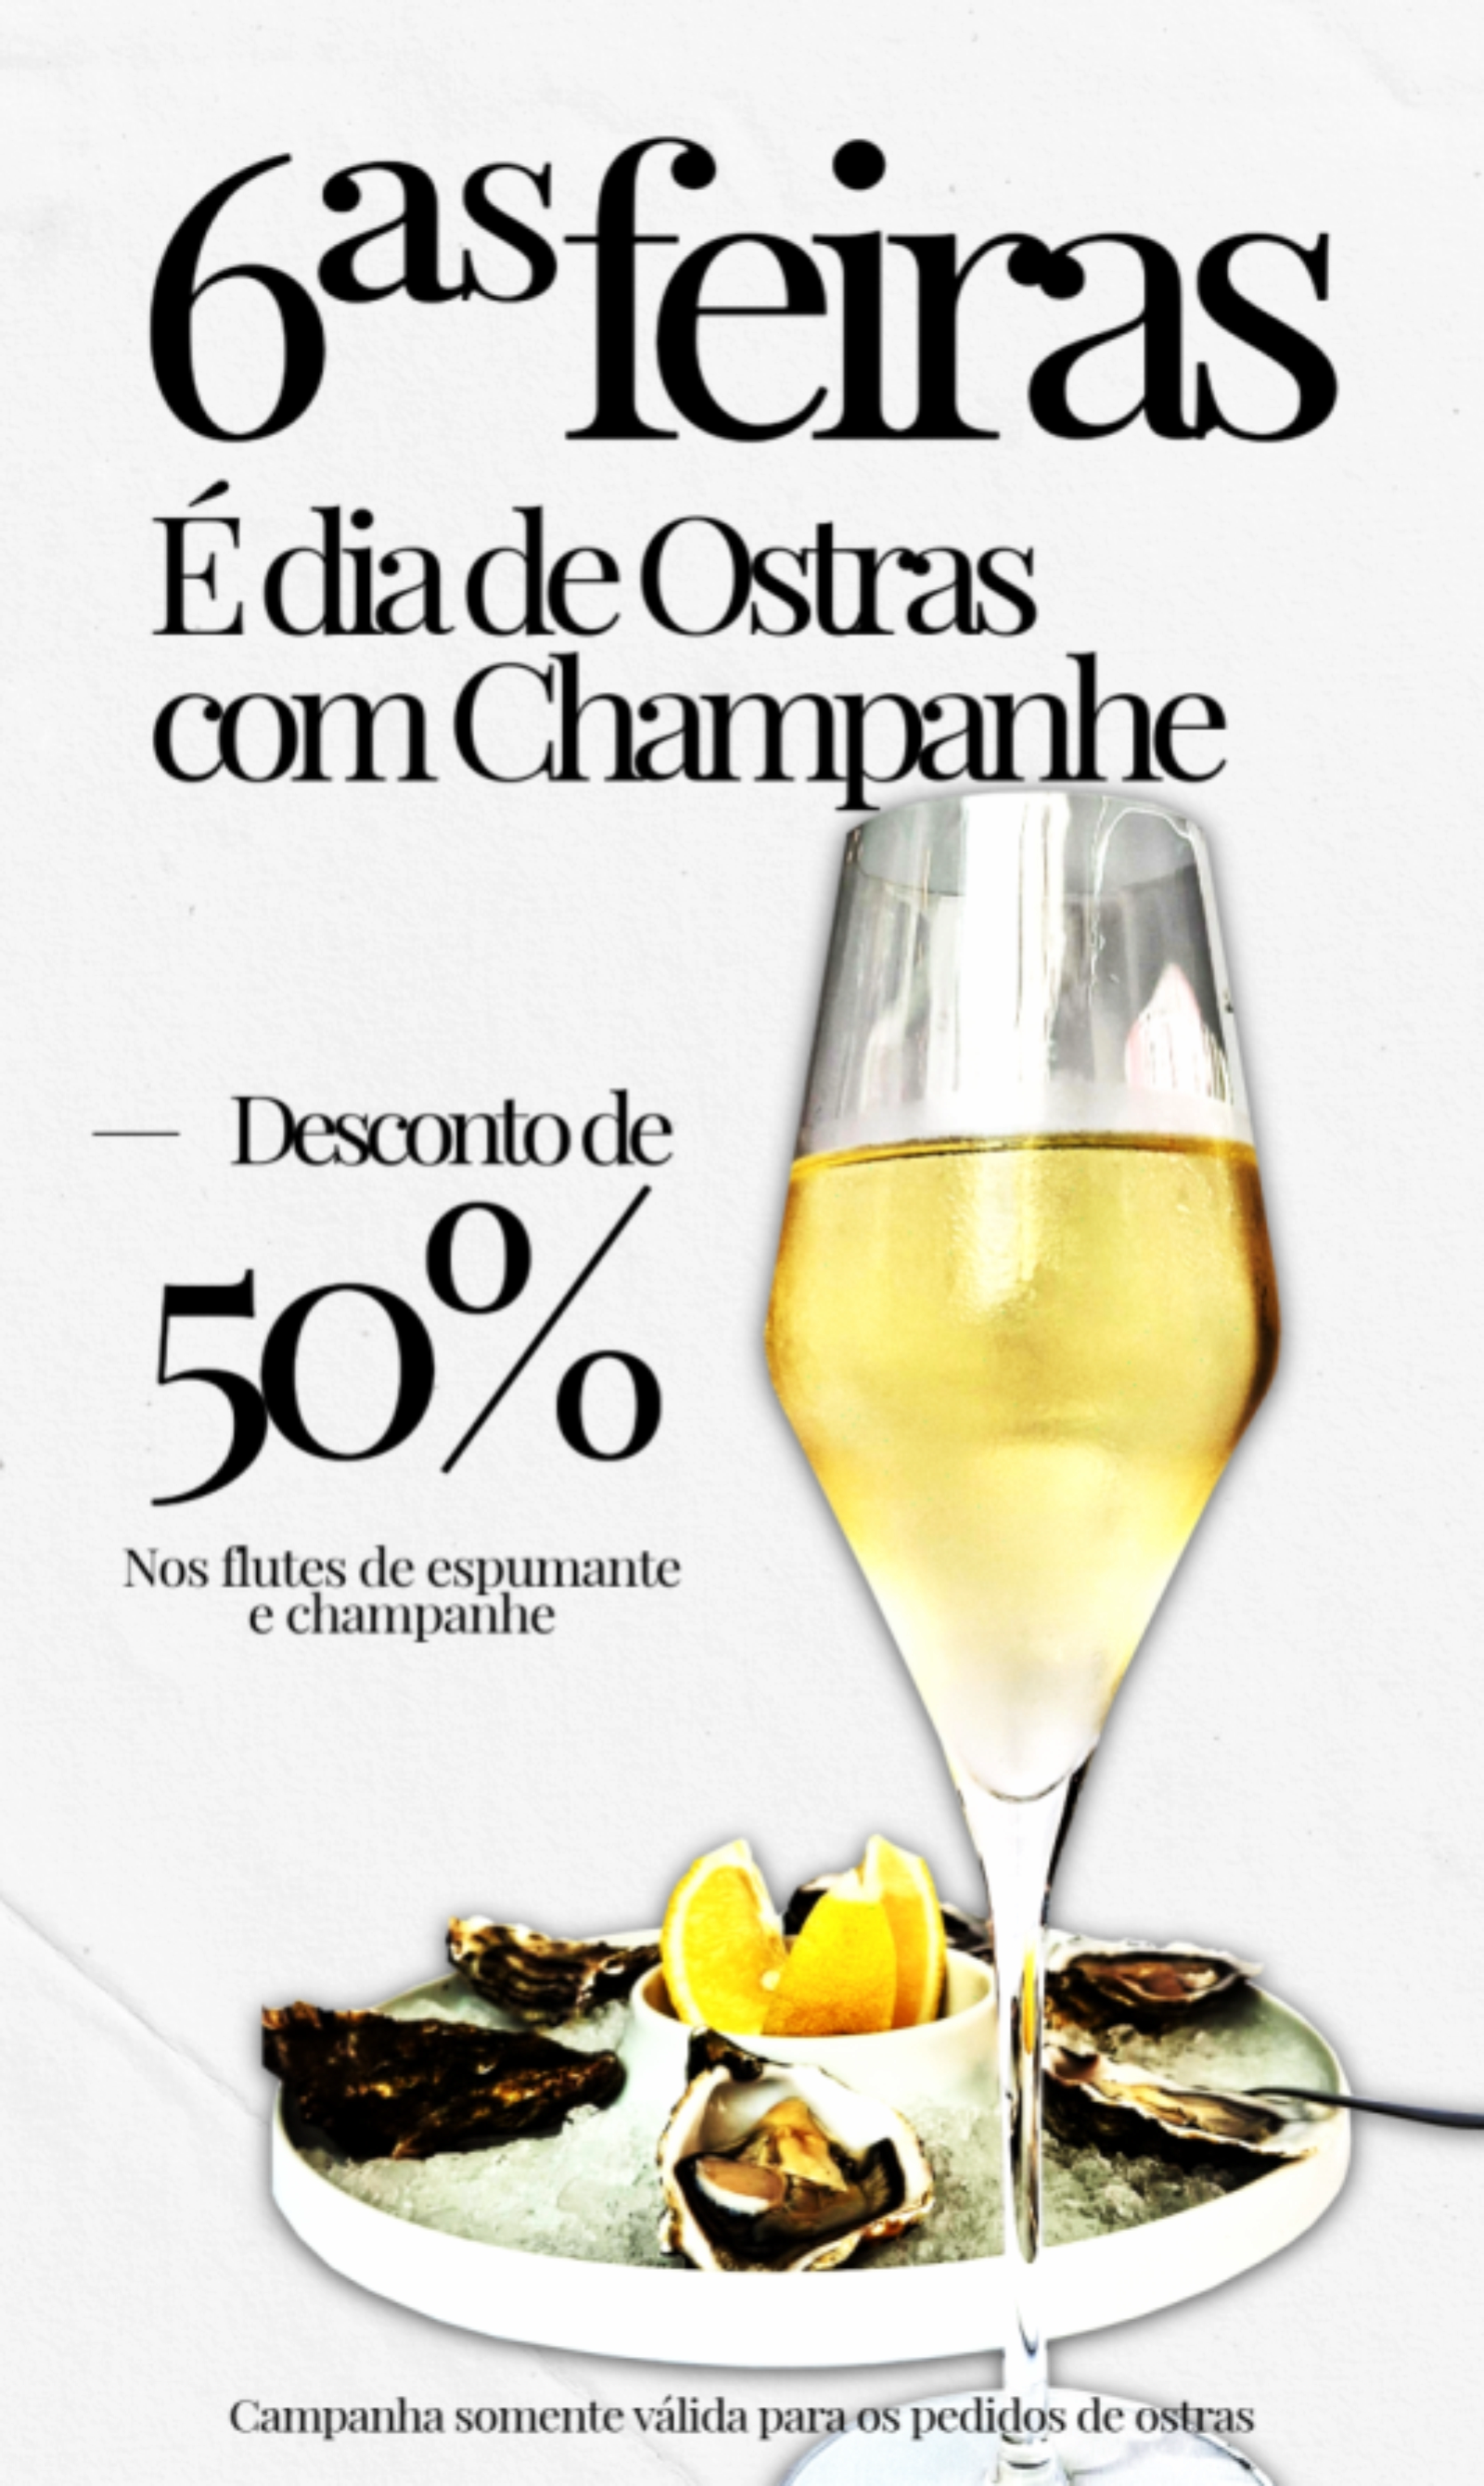 6as feiras
É dia de Ostras
com Champanhe
Desconto de
50%
Nos flutes de espumante
e champanhe
Campanha somente válida para os pedidos de ostras